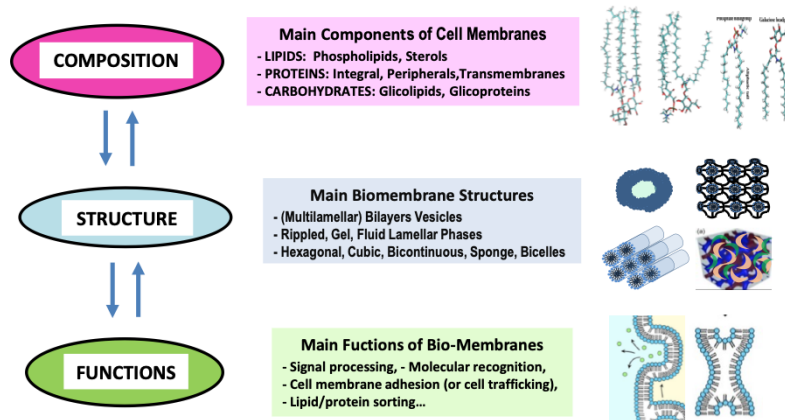 COMPOSITION
Main Components of Cell Membranes
- LIPIDS: Phospholipids, Sterols
- PROTEINS: Integral, Peripherals,Transmembranes
- CARBOHYDRATES: Glicolipids, Glicoproteins
STRUCTURE
Main Biomembrane Structures
- (Multilamellar) Bilayers Vesicles
- Rippled, Gel, Fluid Lamellar Phases
- Hexagonal, Cubic, Bicontinuous, Sponge, Bicelles
(a)
FUNCTIONS
Main Fuctions of Bio-Membranes
- Signal processing, - Molecular recognition,
- Cell membrane adhesion (or cell trafficking),
- Lipid/protein sorting...